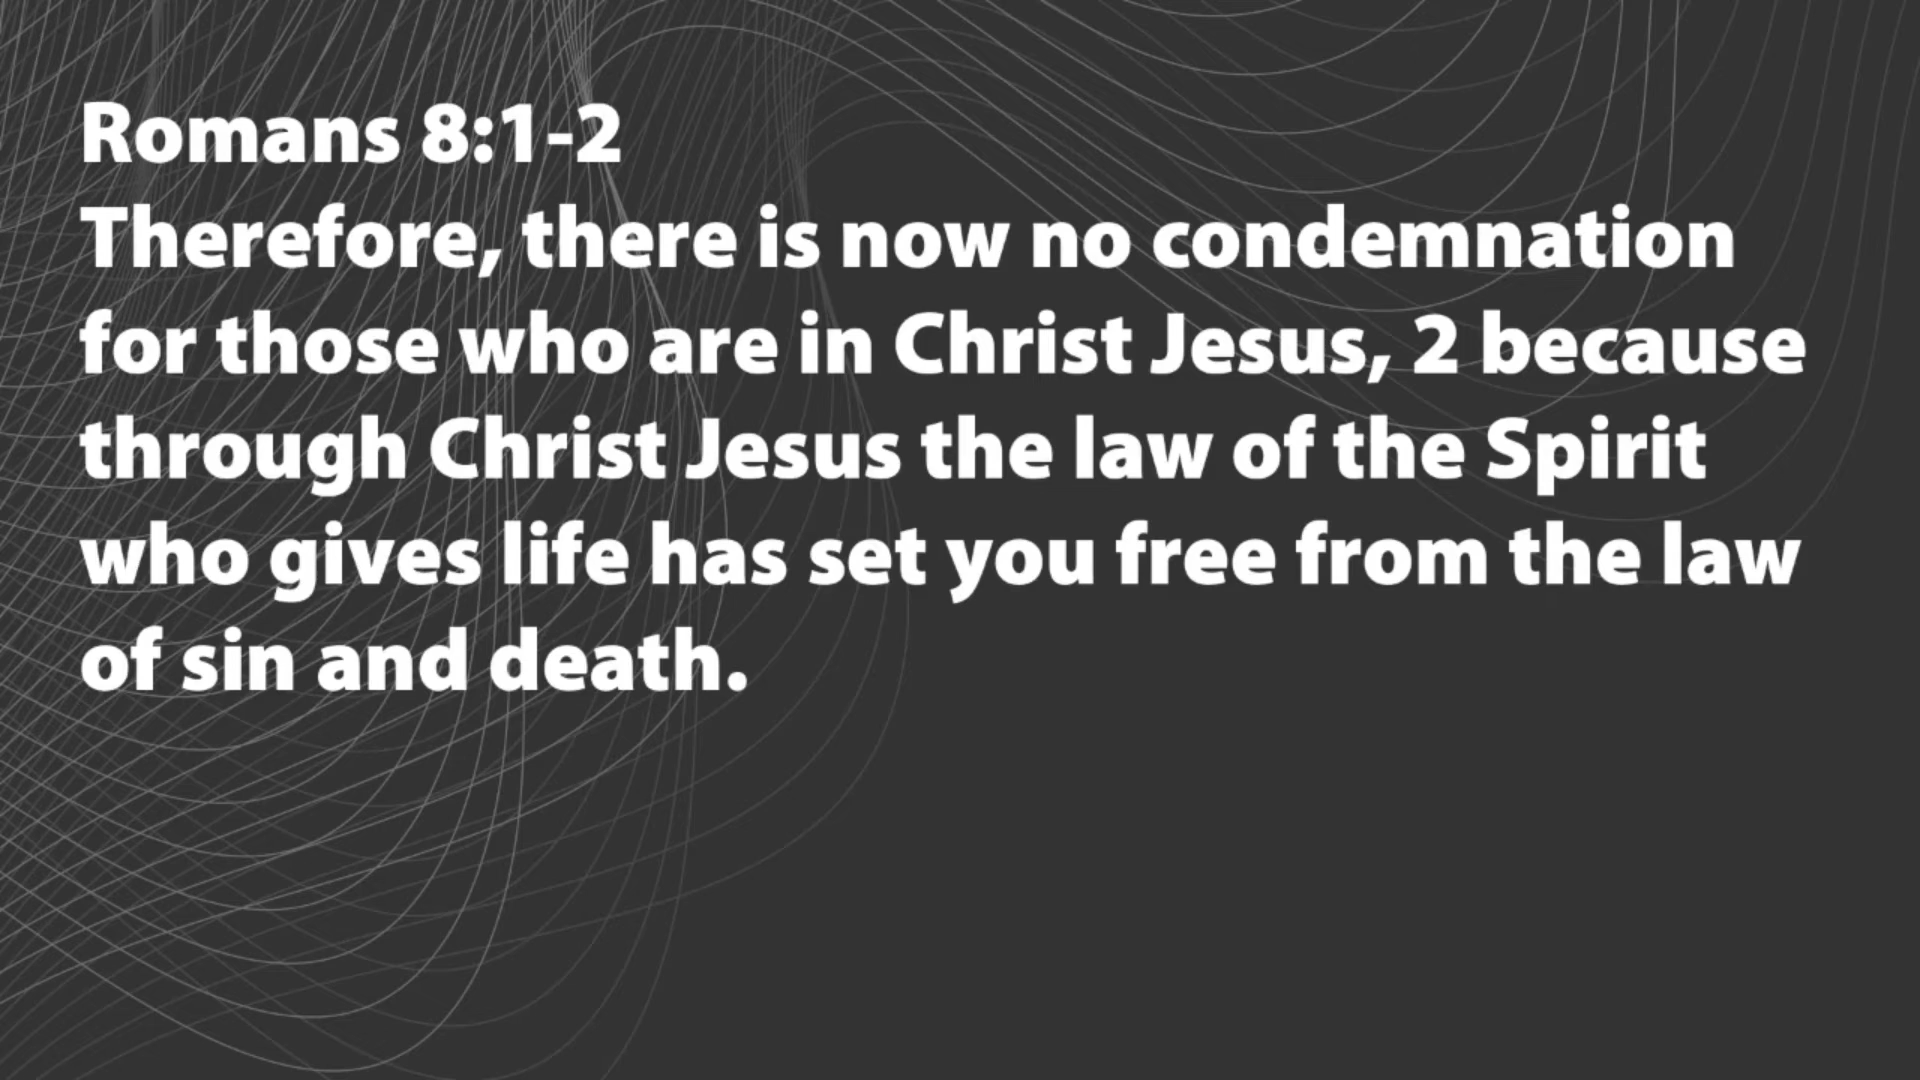 Romans 8:1-2
Therefore, there is now no condemnation
for those who are in Christ Jesus, 2 because
through Christ Jesus the law of the Spirit
who gives life has set you free from the law
of sin and death.